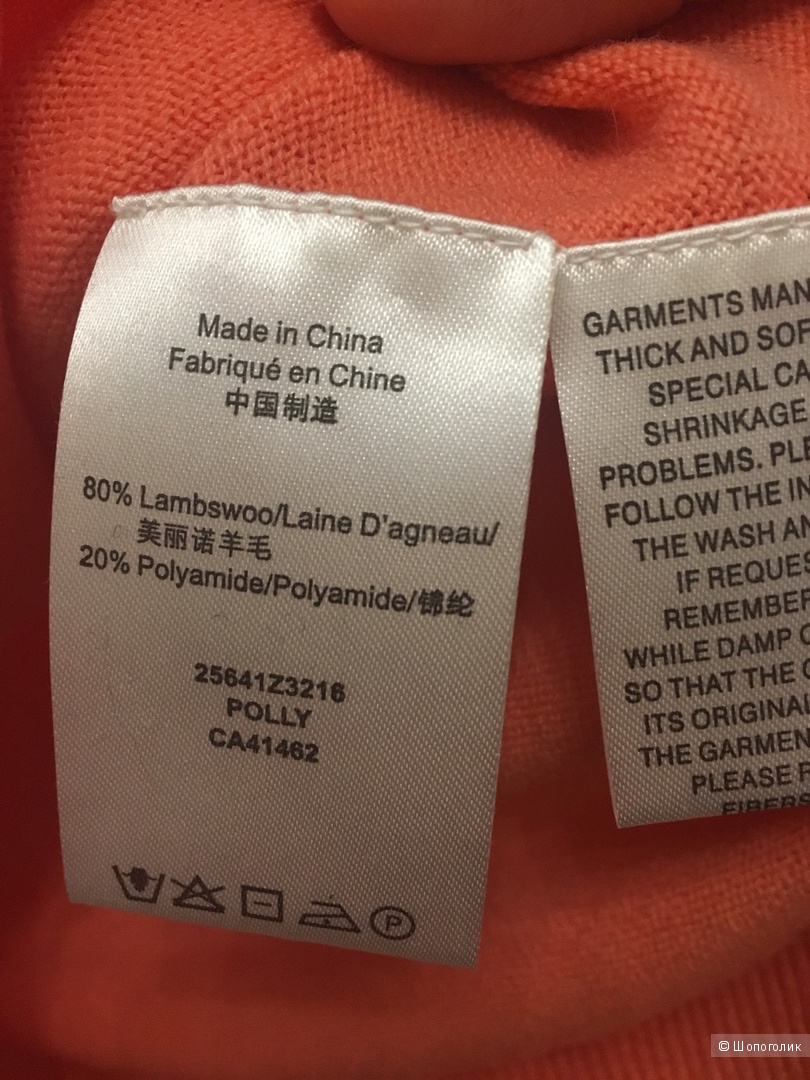 Made in China
Fabriqué en Chine
中国制造
80% Lambswoo/Laine D'agneau/
美丽诺羊毛
20% Polyamide/Polyamide/锦纶
25641Z3216
POLLY
CA41462
P
GARMENTS MAN
THICK AND SOF
SPECIAL CA
SHRINKAGE
PROBLEMS. PLE
FOLLOW THE IN
THE WASH AN
IF REQUES
REMEMBER
WHILE DAMP O
SO THAT THE G
ITS ORIGINAL
THE GARMEN
PLEASE R
FIBERS
© Шопоголик